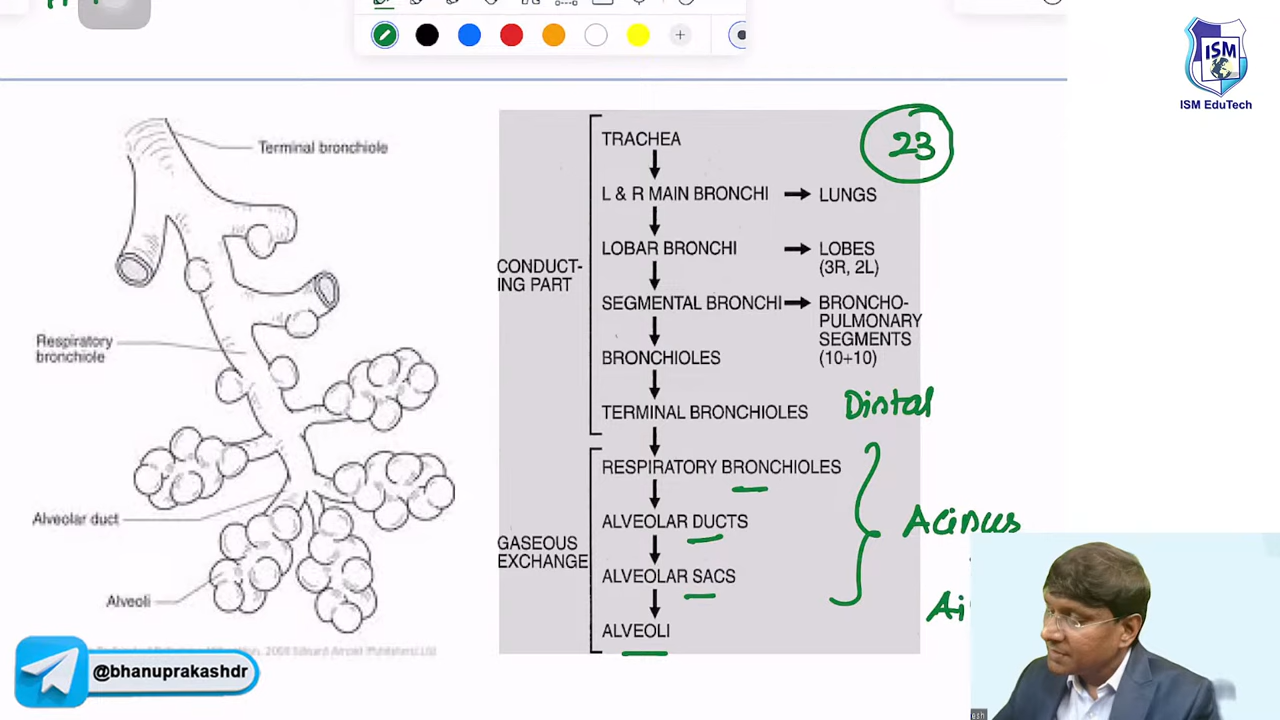 ISM
ISM EduTech
Terminal bronchiole
Respiratory
bronchiole
Alveolar duct
Alveoli
@bhanuprakashdr
23
TRACHEA
L & R MAIN BRONCHI
LUNGS
LOBAR BRONCHI
LOBES
(3R, 2L)
CONDUCT-
ING PART
SEGMENTAL BRONCHI
BRONCHO-
PULMONARY
SEGMENTS
(10+10)
BRONCHIOLES
TERMINAL BRONCHIOLES
Distal
RESPIRATORY BRONCHIOLES
ALVEOLAR DUCTS
Acinus
GASEOUS
EXCHANGE
ALVEOLAR SACS
ALVEOLI